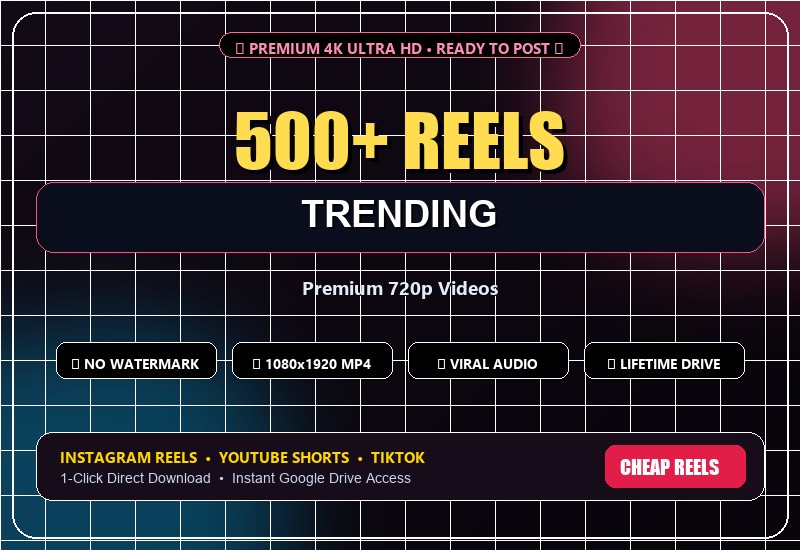 PREMIUM 4K ULTRA HD • READY TO POST
500+ REELS
TRENDING
Premium 720p Videos
NO WATERMARK
1080x1920 MP4
VIRAL AUDIO
LIFETIME DRIVE
INSTAGRAM REELS • YOUTUBE SHORTS • TIKTOK
1-Click Direct Download • Instant Google Drive Access
CHEAP REELS